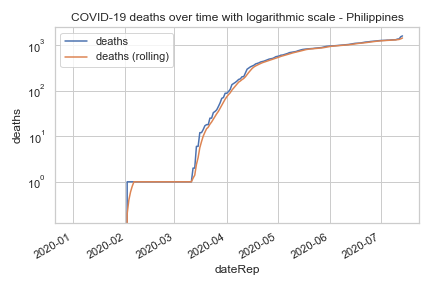 COVID-19 deaths over time with logarithmic scale - Philippines
deaths
deaths (rolling)
10³
10²
10¹
10⁰
deaths
2020-01 2020-02 2020-03 2020-04 2020-05 2020-06 2020-07
dateRep